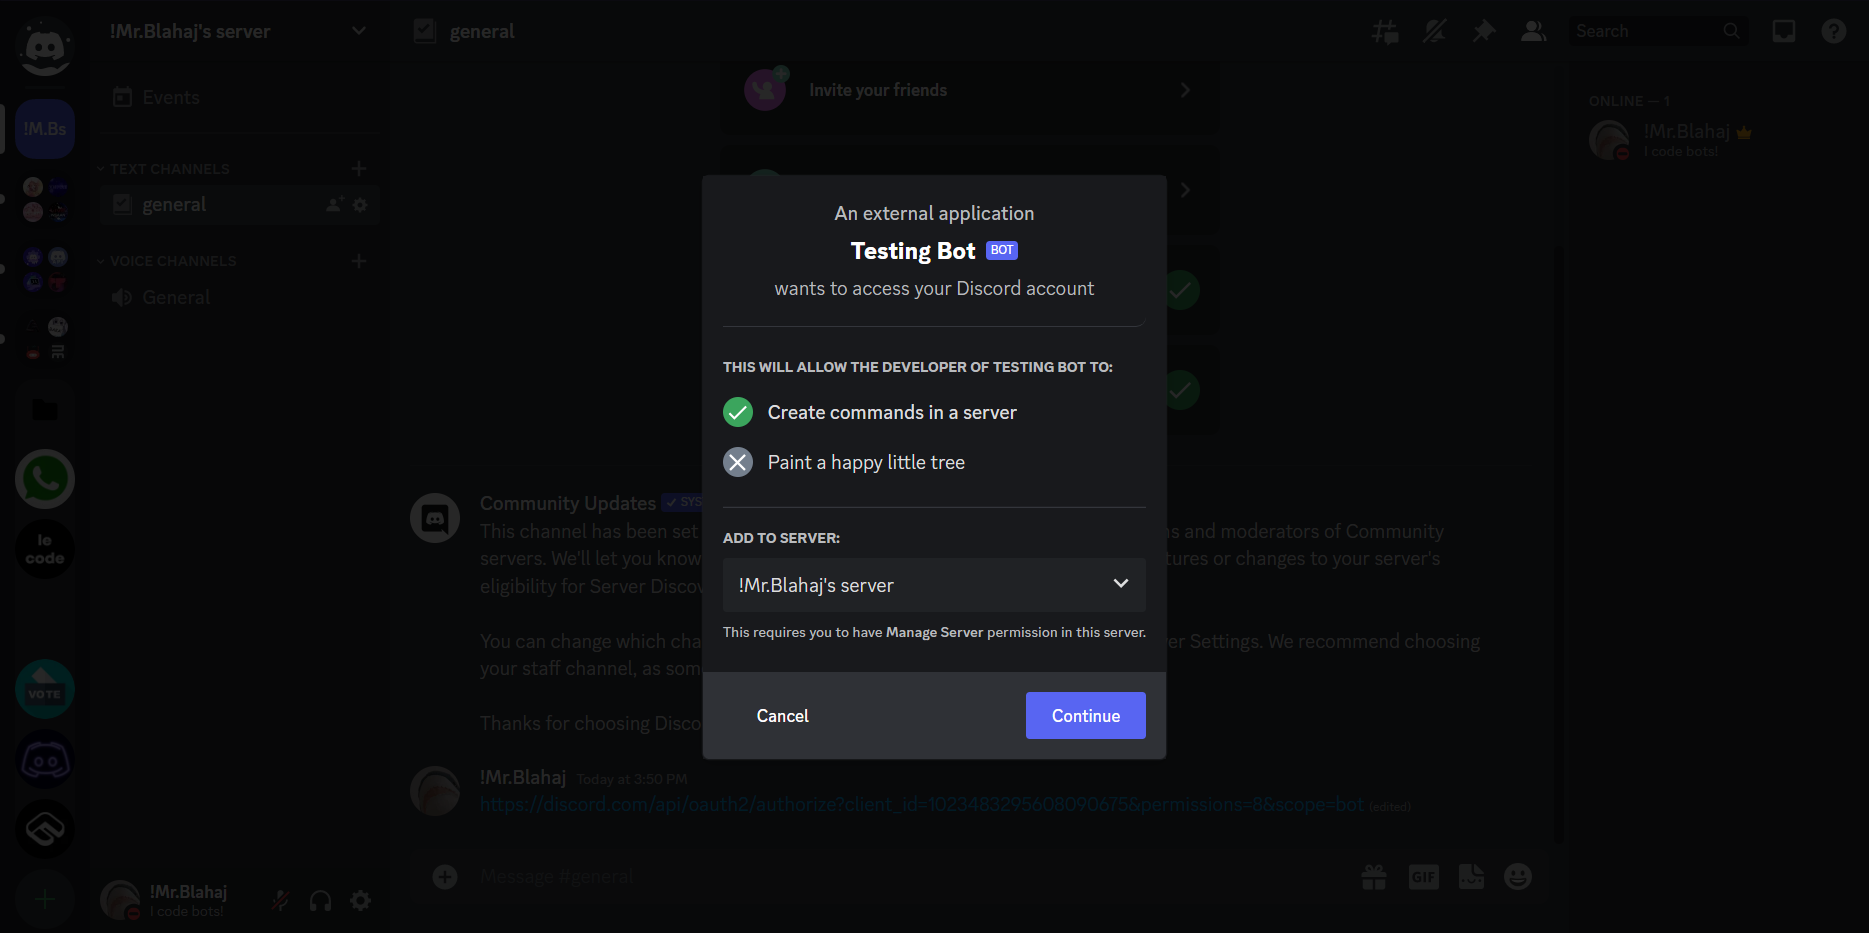 !Mr.Blahaj's server
general
Search
!M.Bs
Events
TEXT CHANNELS
general
VOICE CHANNELS
General
le
code
VOTE
!Mr.Blahaj
I code bots!
Invite your friends
An external application
Testing Bot BOT
wants to access your Discord account
THIS WILL ALLOW THE DEVELOPER OF TESTING BOT TO:
Create commands in a server
Paint a happy little tree
ADD TO SERVER:
!Mr.Blahaj's server
This requires you to have Manage Server permission in this server.
Cancel
Continue
Community Updates SYS
This channel has been set ns and moderators of Community
servers. We'll let you know tures or changes to your server's
eligibility for Server Disco
You can change which cha er Settings. We recommend choosing
your staff channel, as som
Thanks for choosing Disco
!Mr.Blahaj Today at 3:50 PM
https://discord.com/api/oauth2/authorize?client_id=1023483295608090675&permissions=8&scope=bot (edited)
Message #general
GIF
ONLINE — 1
!Mr.Blahaj
I code bots!